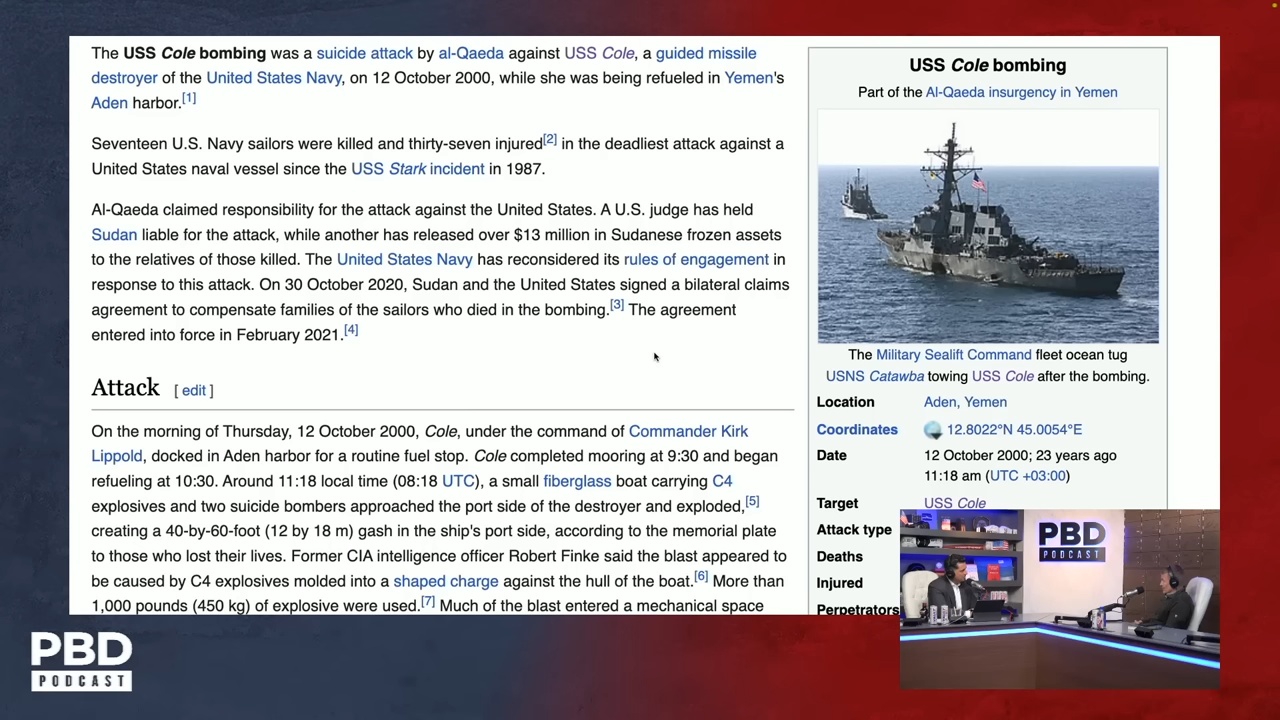 The USS Cole bombing was a suicide attack by al-Qaeda against USS Cole, a guided missile
destroyer of the United States Navy, on 12 October 2000, while she was being refueled in Yemen's
Aden harbor.[1]
Seventeen U.S. Navy sailors were killed and thirty-seven injured[2] in the deadliest attack against a
United States naval vessel since the USS Stark incident in 1987.
Al-Qaeda claimed responsibility for the attack against the United States. A U.S. judge has held
Sudan liable for the attack, while another has released over $13 million in Sudanese frozen assets
to the relatives of those killed. The United States Navy has reconsidered its rules of engagement in
response to this attack. On 30 October 2020, Sudan and the United States signed a bilateral claims
agreement to compensate families of the sailors who died in the bombing.[3] The agreement
entered into force in February 2021.[4]
Attack [ edit ]
On the morning of Thursday, 12 October 2000, Cole, under the command of Commander Kirk
Lippold, docked in Aden harbor for a routine fuel stop. Cole completed mooring at 9:30 and began
refueling at 10:30. Around 11:18 local time (08:18 UTC), a small fiberglass boat carrying C4
explosives and two suicide bombers approached the port side of the destroyer and exploded,[5]
creating a 40-by-60-foot (12 by 18 m) gash in the ship's port side, according to the memorial plate
to those who lost their lives. Former CIA intelligence officer Robert Finke said the blast appeared to
be caused by C4 explosives molded into a shaped charge against the hull of the boat.[6] More than
1,000 pounds (450 kg) of explosive were used.[7] Much of the blast entered a mechanical space
USS Cole bombing
Part of the Al-Qaeda insurgency in Yemen
The Military Sealift Command fleet ocean tug
USNS Catawba towing USS Cole after the bombing.
Location Aden, Yemen
Coordinates 12.8022°N 45.0054°E
Date 12 October 2000; 23 years ago
11:18 am (UTC +03:00)
Target USS Cole
Attack type
Deaths
Injured
Perpetrators
PBD
PODCAST
PBD
PODCAST